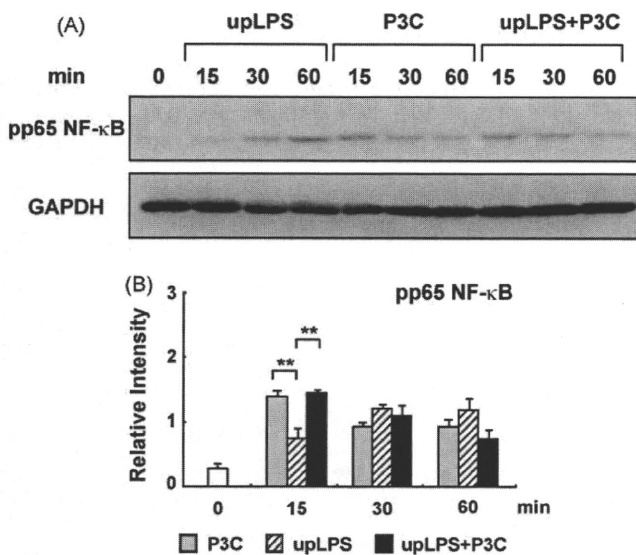 (A)
upLPS P3C upLPS+P3C
min 0 15 30 60 15 30 60 15 30 60
pp65 NF-κB
GAPDH
(B)
pp65 NF-κB
Relative Intensity
3
2
1
0
**
**
0 15 30 60 min
P3C upLPS upLPS+P3C